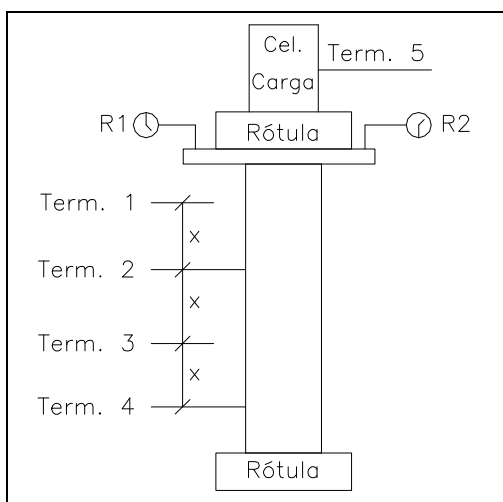 Cel.
Carga
Term. 5
R1
Rótula
R2
Term. 1
x
Term. 2
x
Term. 3
x
Term. 4
Rótula